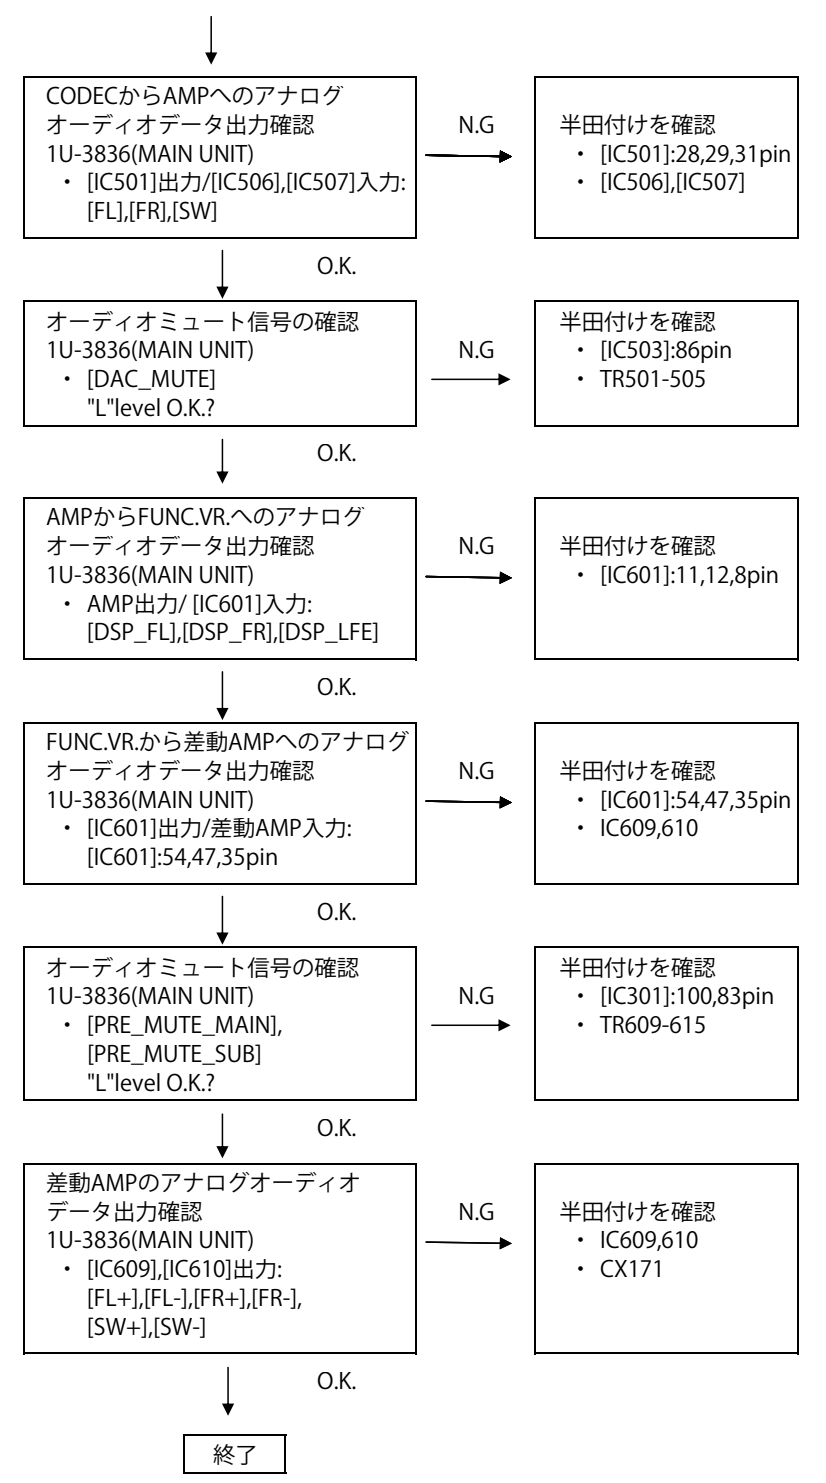 CODECからAMPへのアナログ
オーディオデータ出力確認
1U-3836(MAIN UNIT)
・ [IC501]出力/[IC506],[IC507]入力:
[FL],[FR],[SW]
N.G
半田付けを確認
・ [IC501]:28,29,31pin
・ [IC506],[IC507]
O.K.
オーディオミュート信号の確認
1U-3836(MAIN UNIT)
・ [DAC_MUTE]
"L"level O.K.?
N.G
半田付けを確認
・ [IC503]:86pin
・ TR501-505
O.K.
AMPからFUNC.VR.へのアナログ
オーディオデータ出力確認
1U-3836(MAIN UNIT)
・ AMP出力/ [IC601]入力:
[DSP_FL],[DSP_FR],[DSP_LFE]
N.G
半田付けを確認
・ [IC601]:11,12,8pin
O.K.
FUNC.VR.から差動AMPへのアナログ
オーディオデータ出力確認
1U-3836(MAIN UNIT)
・ [IC601]出力/差動AMP入力:
[IC601]:54,47,35pin
N.G
半田付けを確認
・ [IC601]:54,47,35pin
・ IC609,610
O.K.
オーディオミュート信号の確認
1U-3836(MAIN UNIT)
・ [PRE_MUTE_MAIN],
[PRE_MUTE_SUB]
"L"level O.K.?
N.G
半田付けを確認
・ [IC301]:100,83pin
・ TR609-615
O.K.
差動AMPのアナログオーディオ
データ出力確認
1U-3836(MAIN UNIT)
・ [IC609],[IC610]出力:
[FL+],[FL-],[FR+],[FR-],
[SW+],[SW-]
N.G
半田付けを確認
・ IC609,610
・ CX171
O.K.
終了